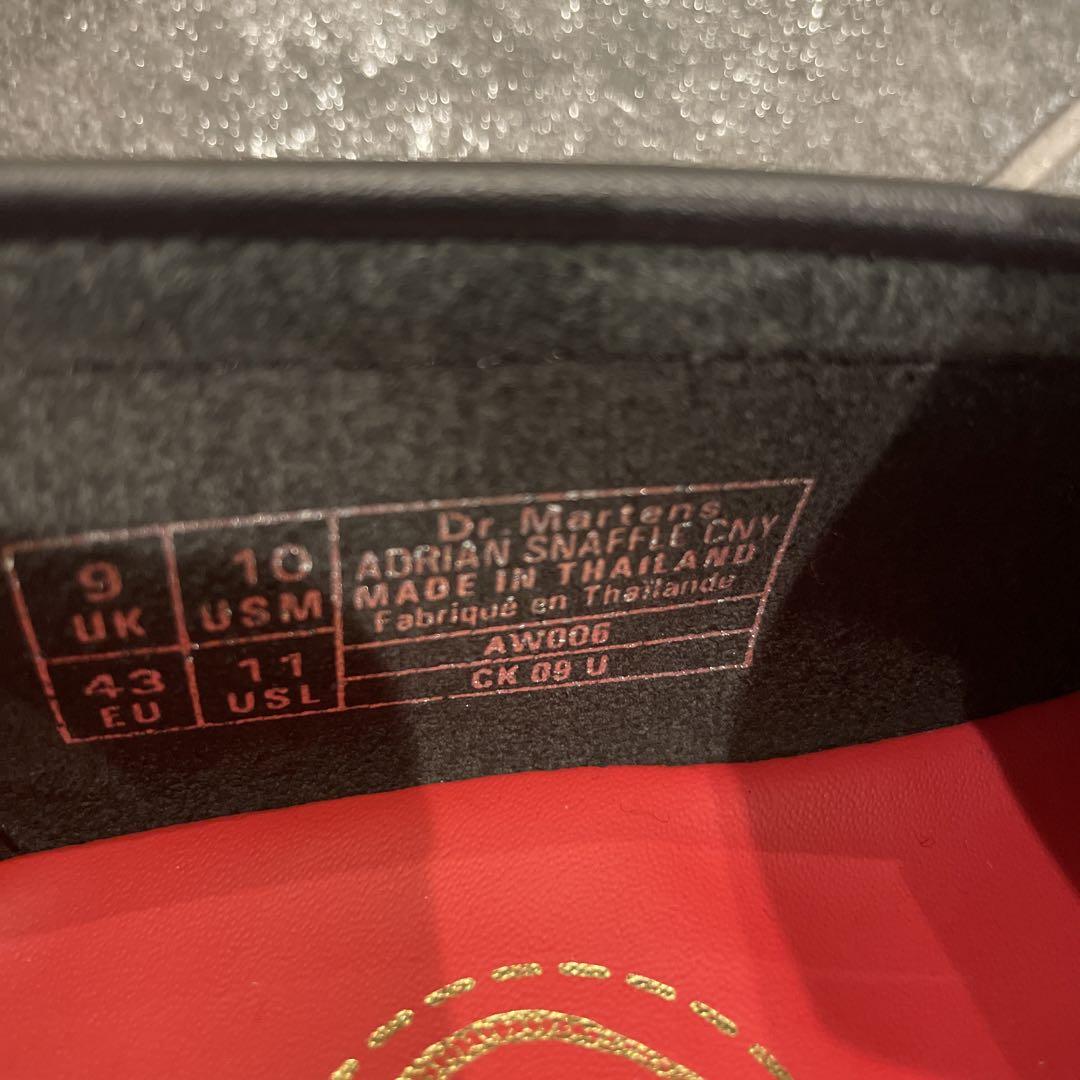 9
UK
10
USM
43
EU
11
USL
Dr. Martens
ADRIAN SNAFFLE CNY
MADE IN THAILAND
Fabriqué en Thaïlande
AW006
CK 09 U